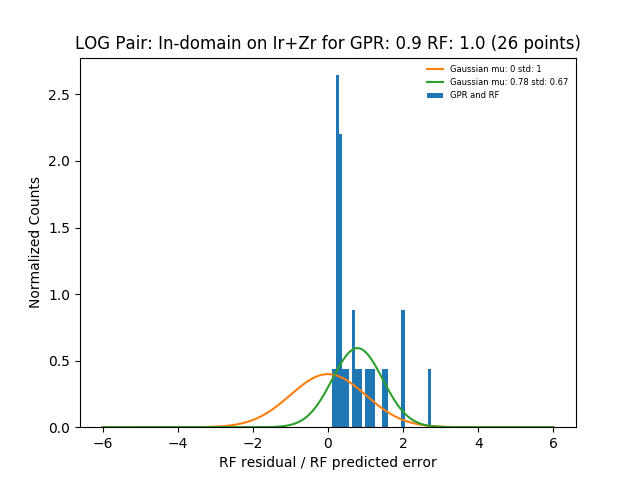 LOG Pair: In-domain on Ir+Zr for GPR: 0.9 RF: 1.0 (26 points)
Gaussian mu: 0 std: 1
Gaussian mu: 0.78 std: 0.67
GPR and RF
Normalized Counts
2.5
2.0
1.5
1.0
0.5
0.0
−6 −4 −2 0 2 4 6
RF residual / RF predicted error